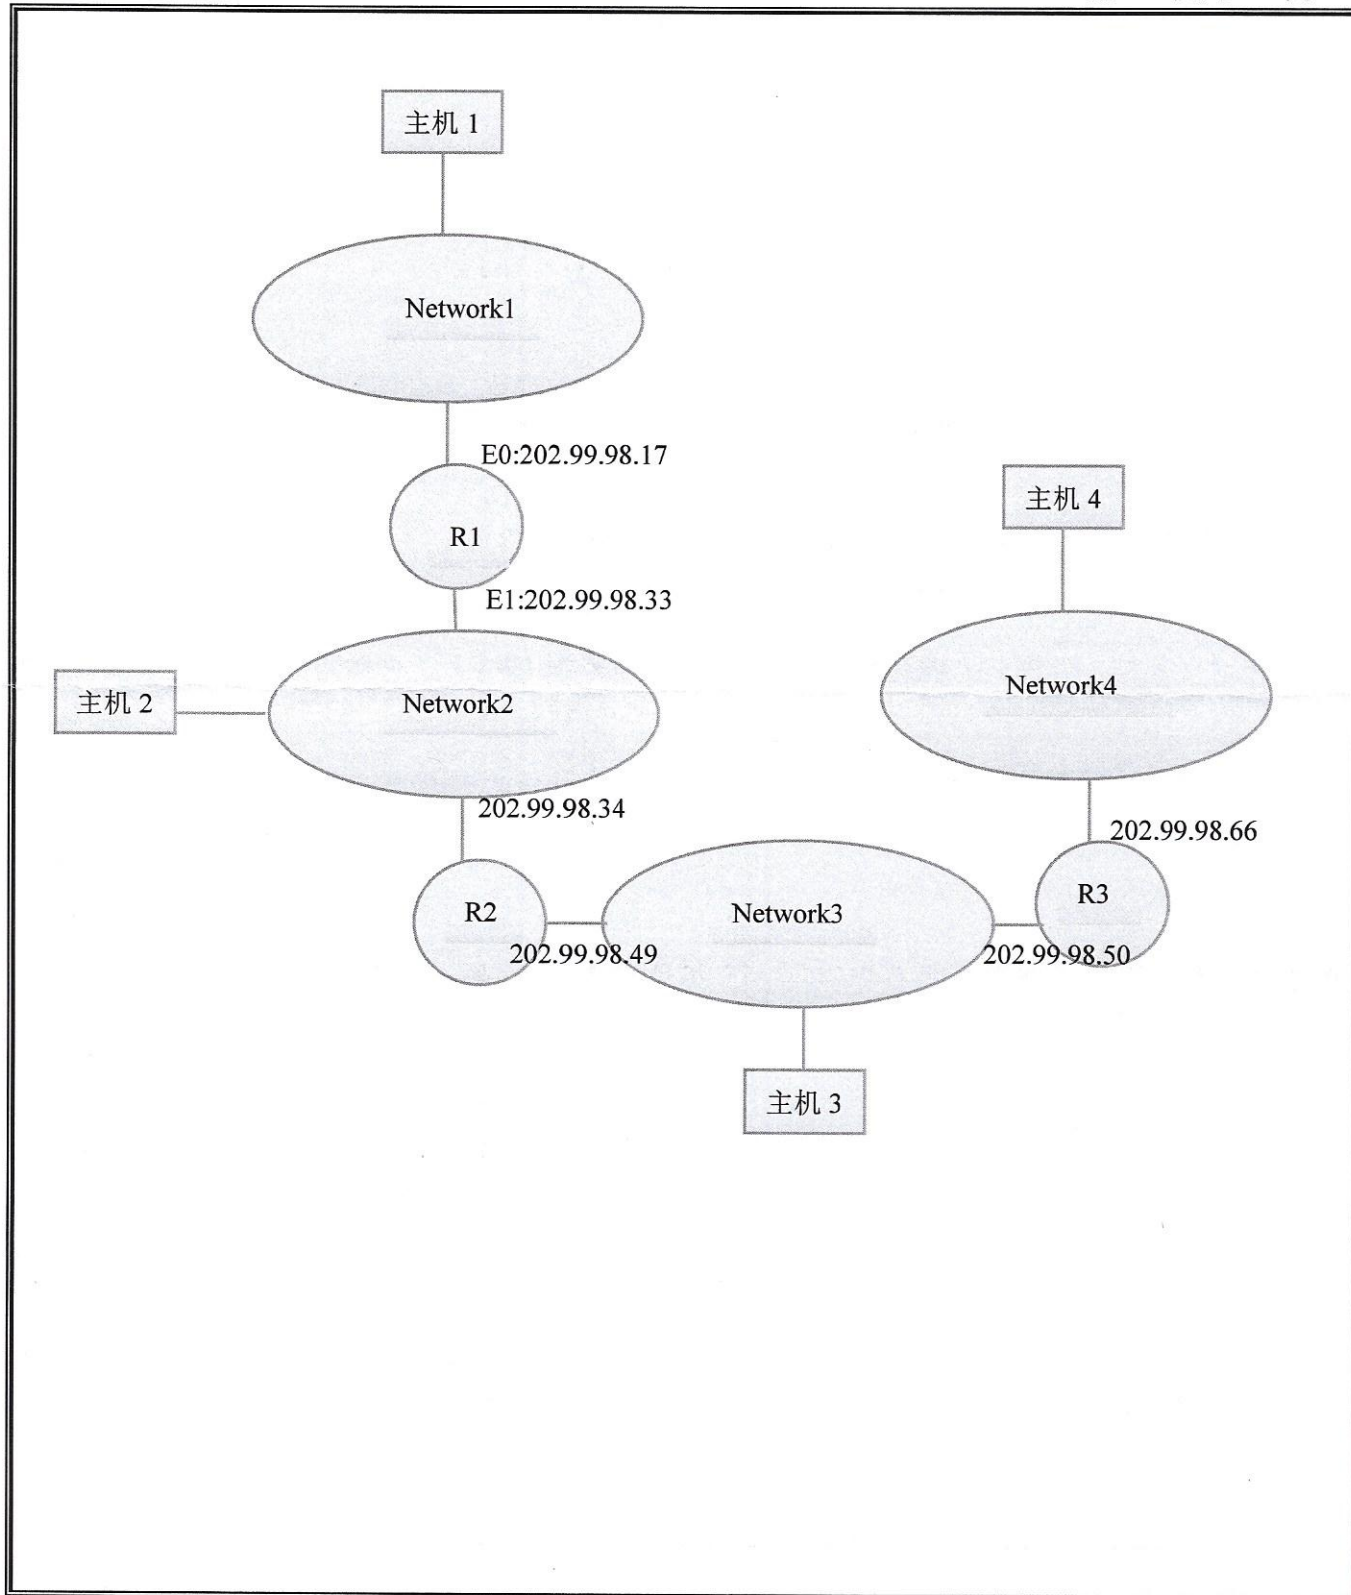 主机 1
Network1
E0:202.99.98.17
R1
E1:202.99.98.33
主机 4
主机 2
Network2
Network4
202.99.98.34
202.99.98.66
R2
Network3
R3
202.99.98.49
202.99.98.50
主机 3